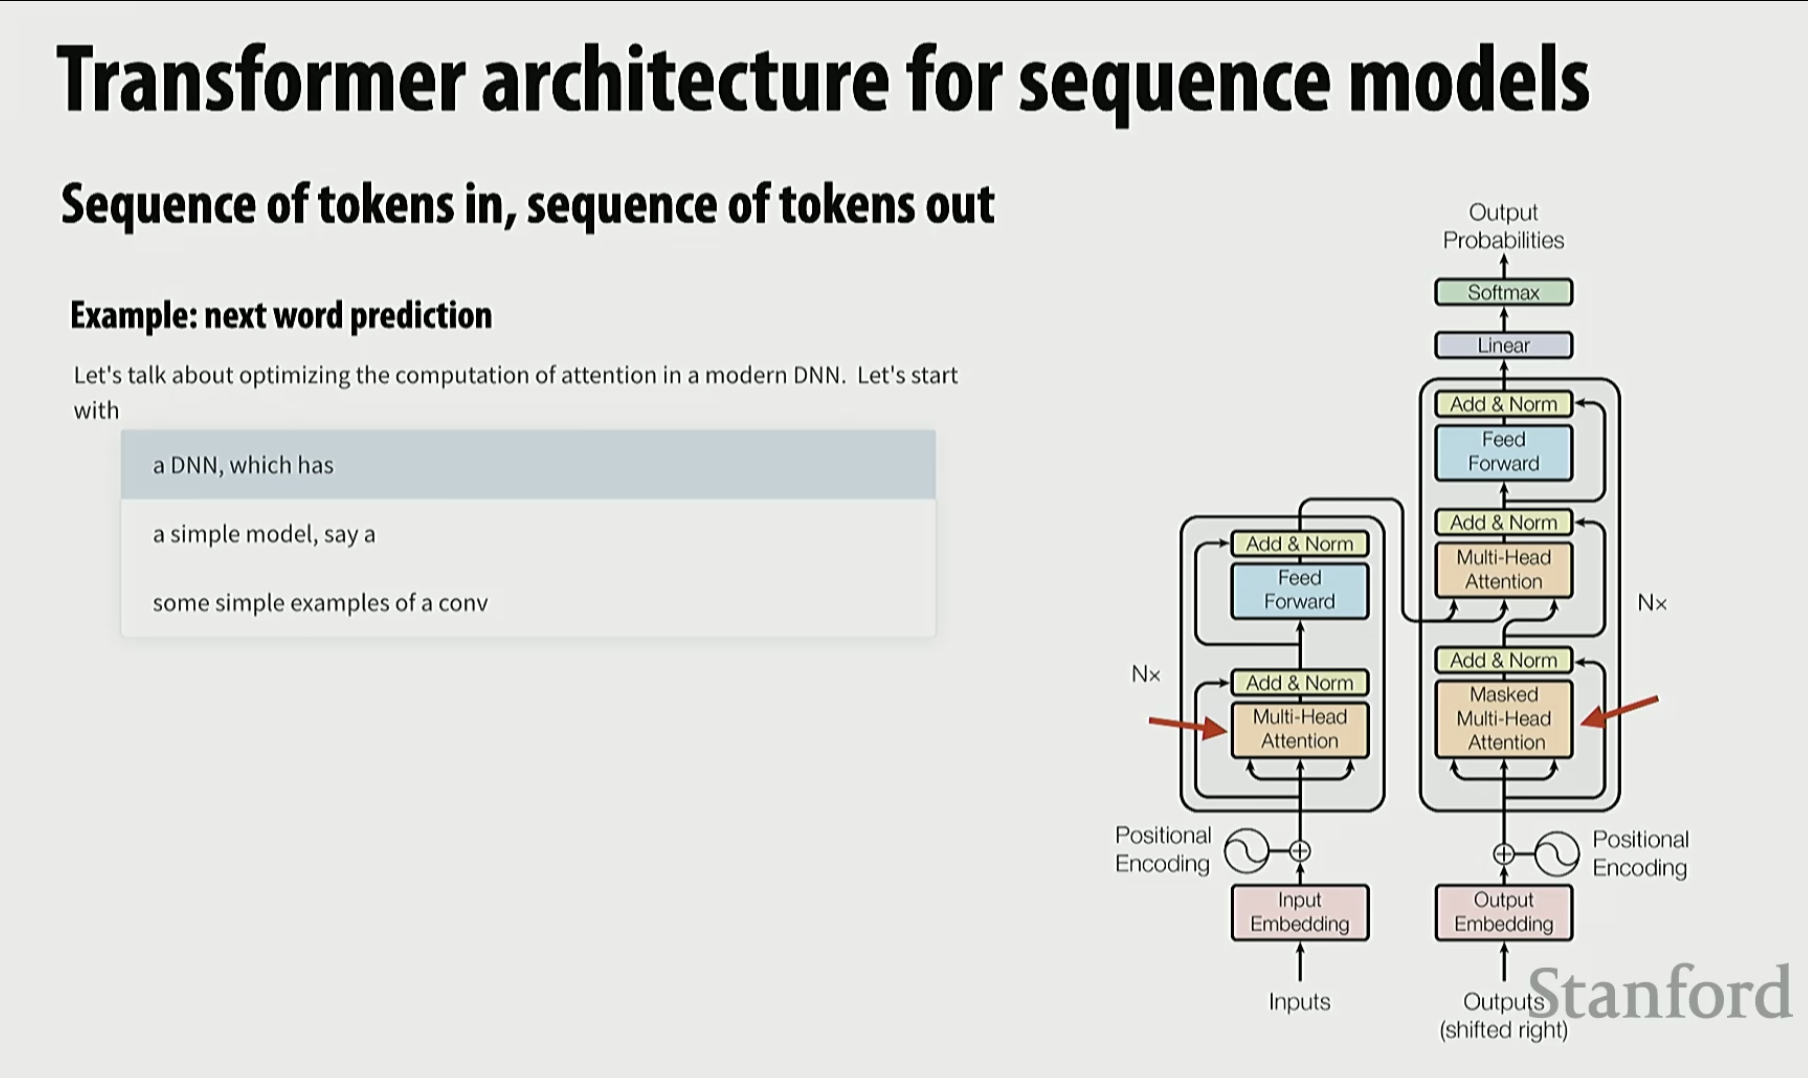 Transformer architecture for sequence models
Sequence of tokens in, sequence of tokens out
Example: next word prediction
Let's talk about optimizing the computation of attention in a modern DNN.  Let's start
with
a DNN, which has
a simple model, say a
some simple examples of a conv
Output
Probabilities
Softmax
Linear
Add & Norm
Feed
Forward
Add & Norm
Multi-Head
Attention
Nx
Add & Norm
Masked
Multi-Head
Attention
Add & Norm
Feed
Forward
Nx
Add & Norm
Multi-Head
Attention
Positional
Encoding
Positional
Encoding
Input
Embedding
Output
Embedding
Inputs
Outputs
(shifted right)
Stanford